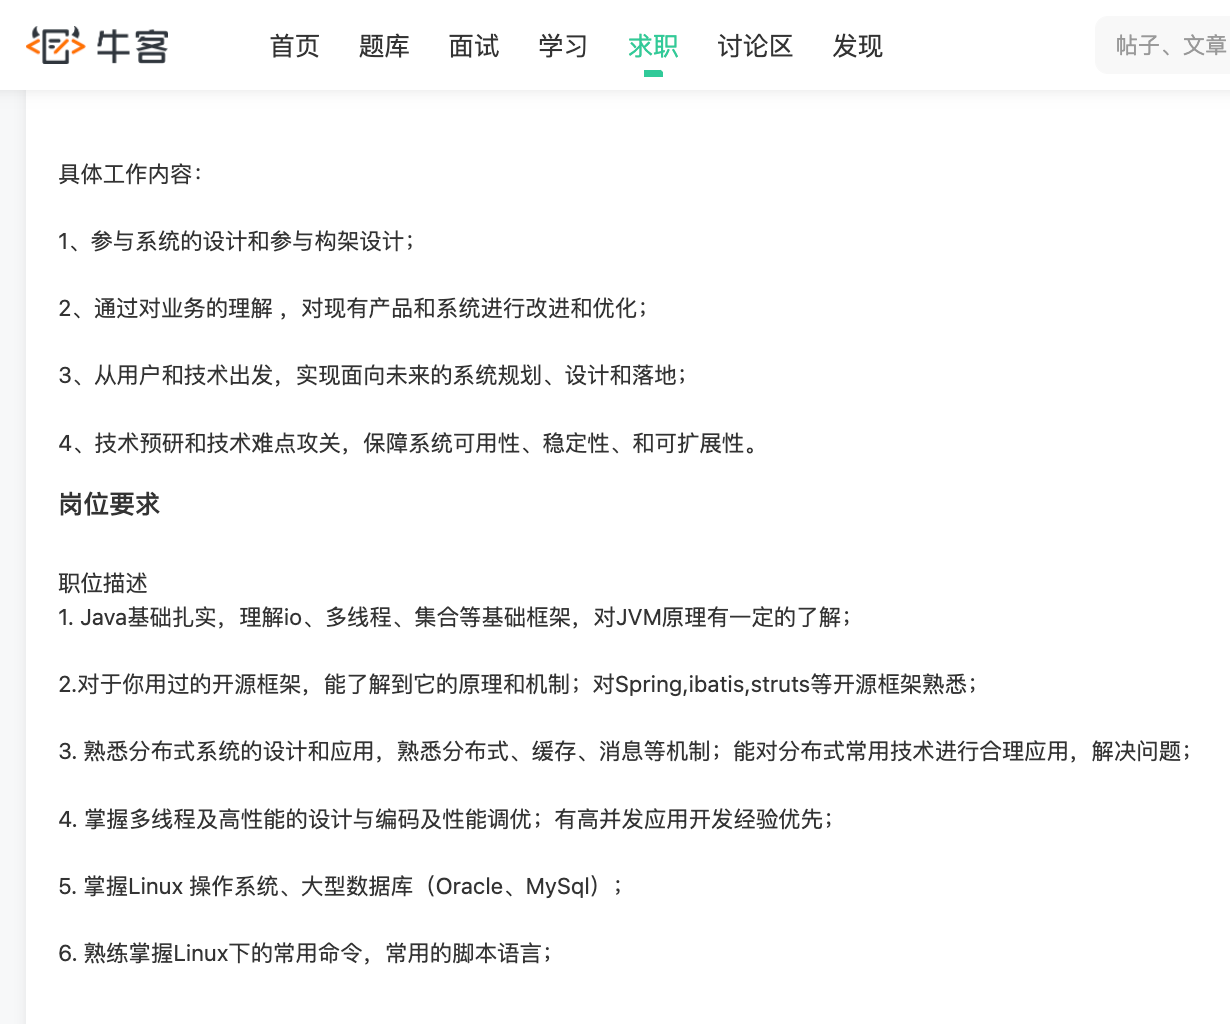 牛客 首页 题库 面试 学习 求职 讨论区 发现 帖子、文章
具体工作内容：
1、参与系统的设计和参与构架设计；
2、通过对业务的理解 ，对现有产品和系统进行改进和优化；
3、从用户和技术出发，实现面向未来的系统规划、设计和落地；
4、技术预研和技术难点攻关，保障系统可用性、稳定性、和可扩展性。
岗位要求
职位描述
1. Java基础扎实，理解io、多线程、集合等基础框架，对JVM原理有一定的了解；
2.对于你用过的开源框架，能了解到它的原理和机制；对Spring,ibatis,struts等开源框架熟悉；
3. 熟悉分布式系统的设计和应用，熟悉分布式、缓存、消息等机制；能对分布式常用技术进行合理应用，解决问题；
4. 掌握多线程及高性能的设计与编码及性能调优；有高并发应用开发经验优先；
5. 掌握Linux 操作系统、大型数据库（Oracle、MySql）；
6. 熟练掌握Linux下的常用命令，常用的脚本语言；